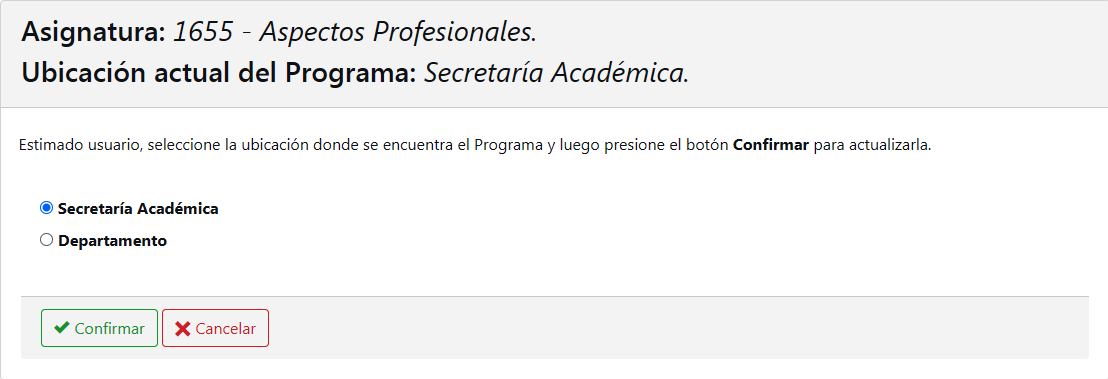 Asignatura: 1655 - Aspectos Profesionales.
Ubicación actual del Programa: Secretaría Académica.
Estimado usuario, seleccione la ubicación donde se encuentra el Programa y luego presione el botón Confirmar para actualizarla.
Secretaría Académica
Departamento
Confirmar Cancelar